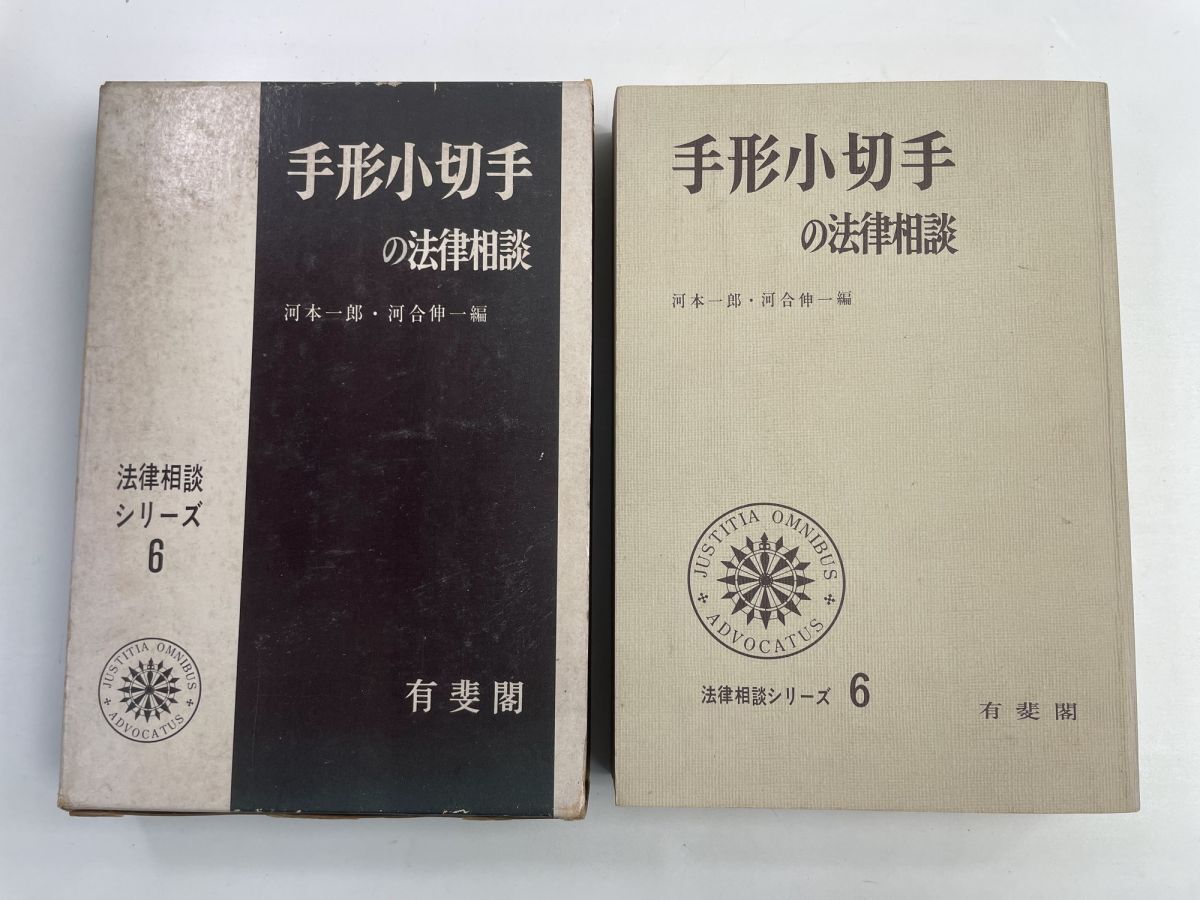 手形小切手
の法律相談
河本一郎・河合伸一編
法律相談
シリーズ
6
JUSTITIA OMNIBUS
ADVOCATUS
有斐閣
手形小切手
の法律相談
河本一郎・河合伸一編
JUSTITIA OMNIBUS
ADVOCATUS
法律相談シリーズ 6
有斐閣